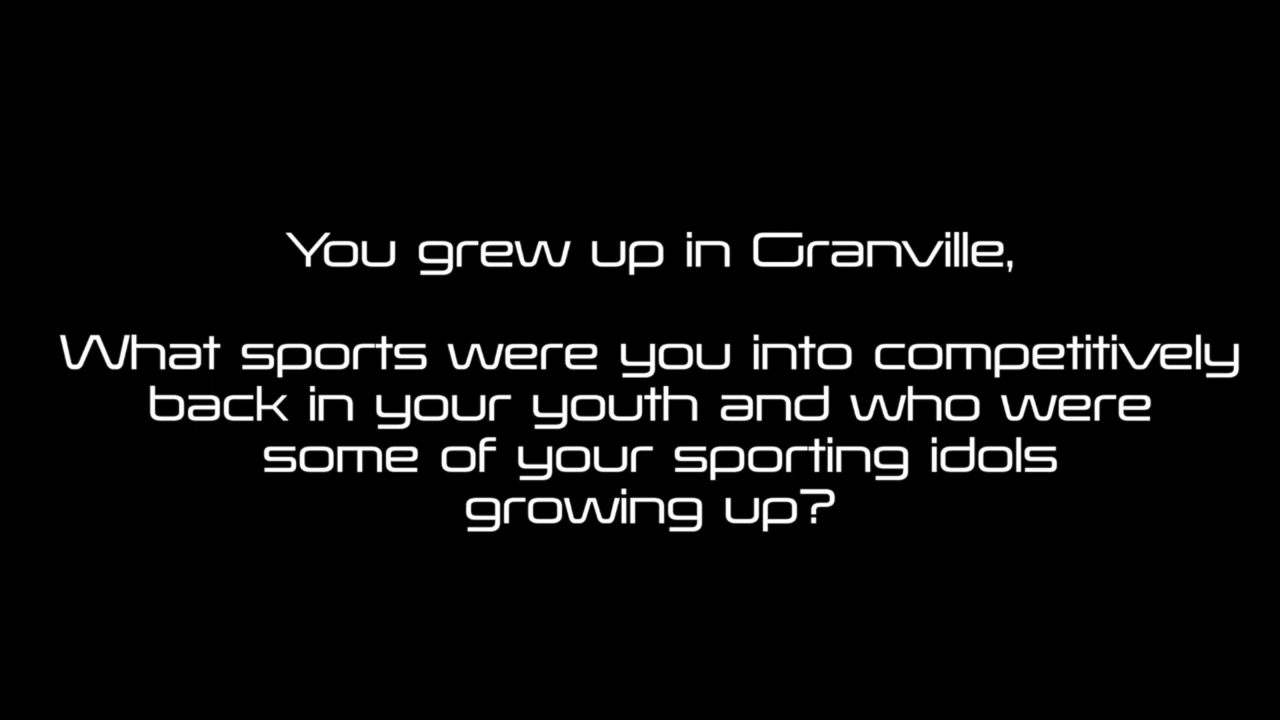 You grew up in Granville,
What sports were you into competitively
back in your youth and who were
some of your sporting idols
growing up?